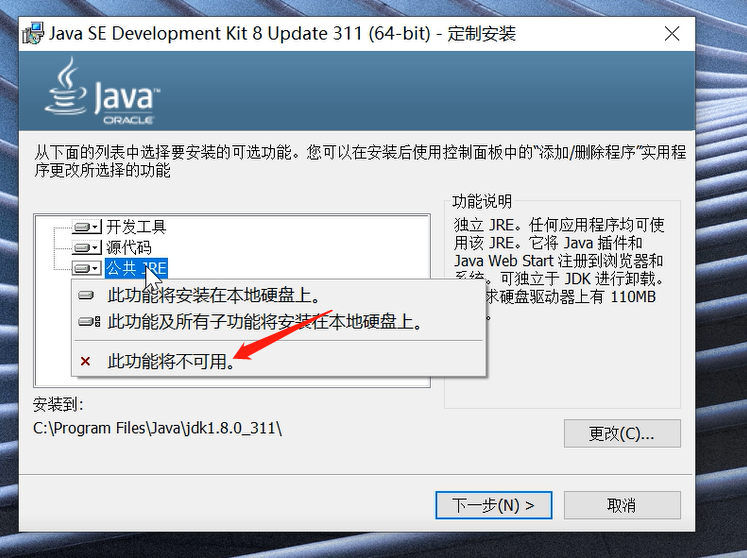 Java SE Development Kit 8 Update 311 (64-bit) - 定制安装
Java™
ORACLE
从下面的列表中选择要安装的可选功能。您可以在安装后使用控制面板中的“添加/删除程序”实用程
序更改所选择的功能
功能说明
开发工具
源代码
公共 JRE
独立 JRE。任何应用程序均可使
用该 JRE。它将 Java 插件和
Java Web Start 注册到浏览器和
系统。可独立于 JDK 进行卸载。
求硬盘驱动器上有 110MB
。
此功能将安装在本地硬盘上。
此功能及所有子功能将安装在本地硬盘上。
此功能将不可用。
安装到:
C:\Program Files\Java\jdk1.8.0_311\
更改(C)...
下一步(N) >
取消